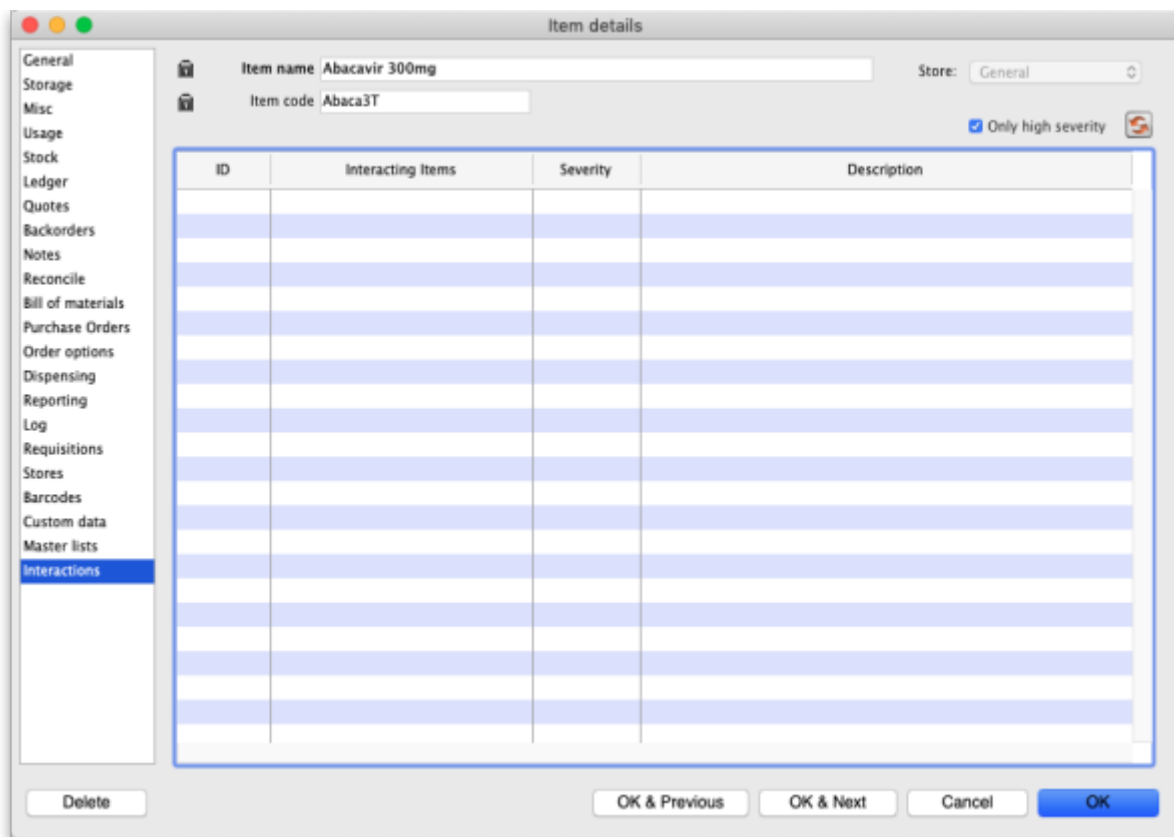 Item details
General
Storage
Misc
Usage
Stock
Ledger
Quotes
Backorders
Notes
Reconcile
Bill of materials
Purchase Orders
Order options
Dispensing
Reporting
Log
Requisitions
Stores
Barcodes
Custom data
Master lists
Interactions
Item name Abacavir 300mg Store: General
Item code Abaca3T
Only high severity
ID Interacting Items Severity Description
Delete OK & Previous OK & Next Cancel OK